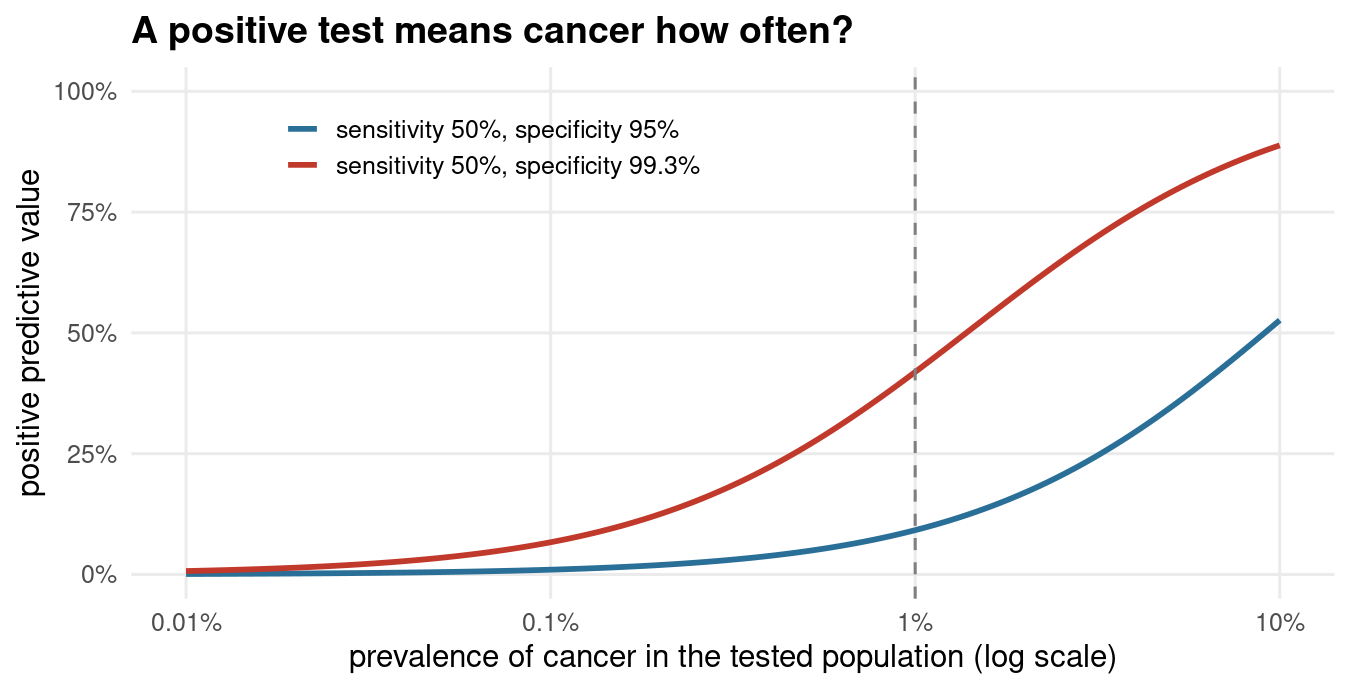 A positive test means cancer how often?
100%
75%
50%
25%
0%
positive predictive value
sensitivity 50%, specificity 95%
sensitivity 50%, specificity 99.3%
0.01%
0.1%
1%
10%
prevalence of cancer in the tested population (log scale)